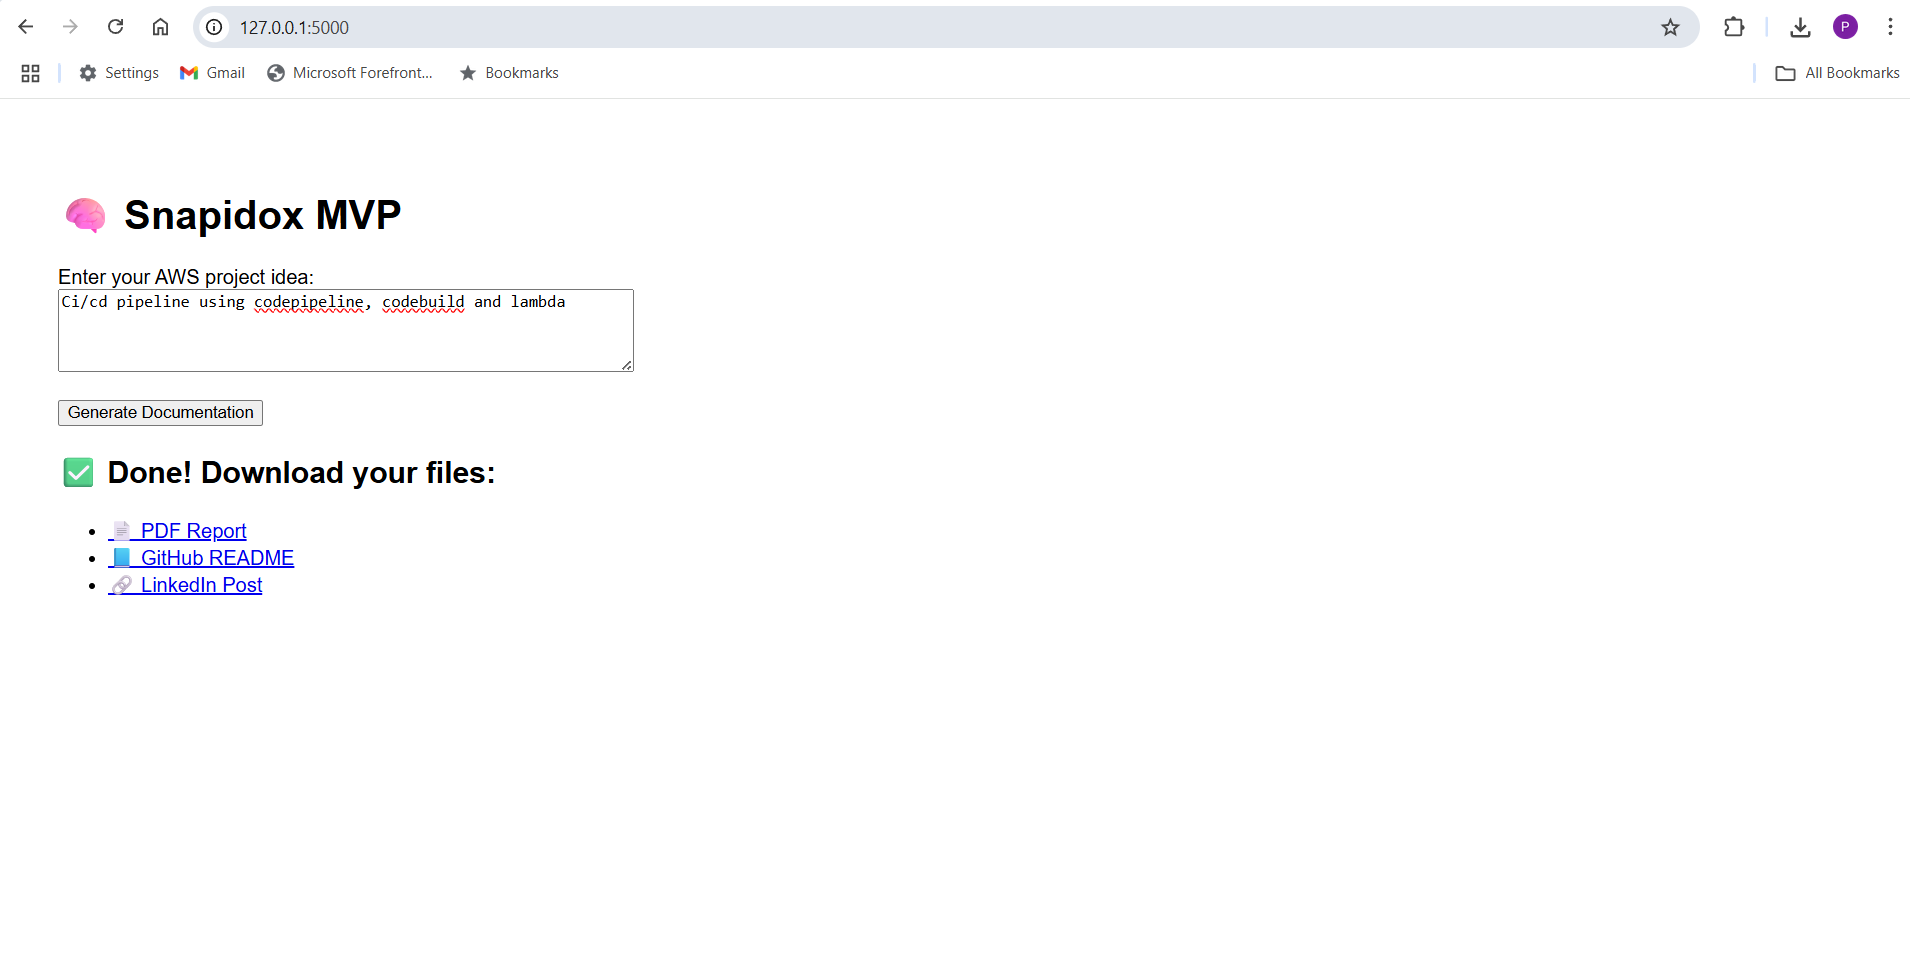 127.0.0.1:5000
P
Settings Gmail Microsoft Forefront... Bookmarks All Bookmarks
🧠 Snapidox MVP
Enter your AWS project idea:
Ci/cd pipeline using codepipeline, codebuild and lambda
Generate Documentation
✅ Done! Download your files:
• 📄 PDF Report
• 📘 GitHub README
• 🔗 LinkedIn Post